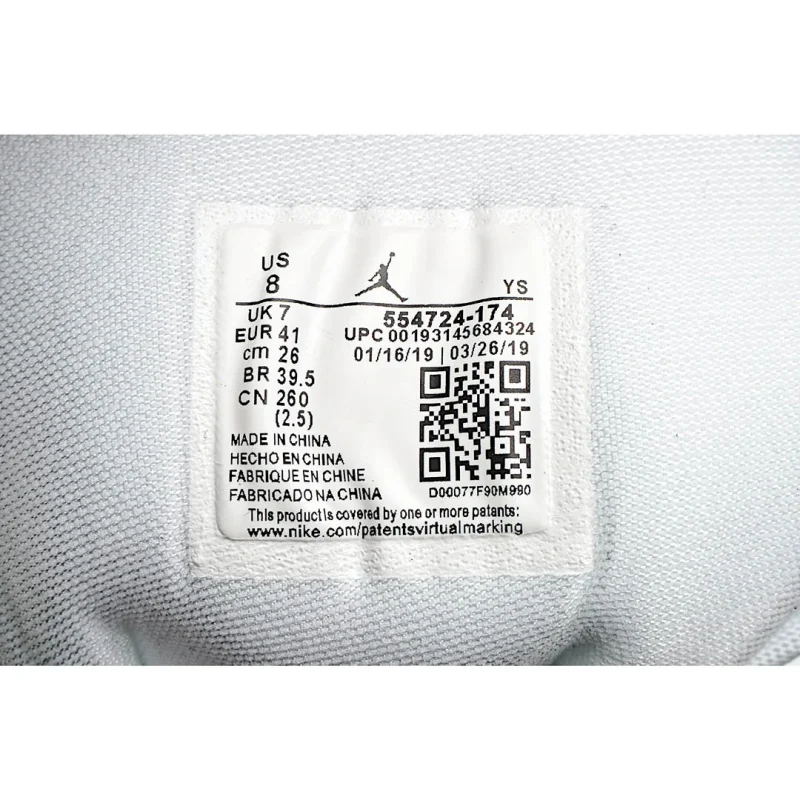 US
8
YS
UK 7
EUR 41
cm 26
BR 39.5
CN 260
(2.5)
554724-174
UPC 00193145684324
01/16/19 | 03/26/19
MADE IN CHINA
HECHO EN CHINA
FABRIQUE EN CHINE
FABRICADO NA CHINA
D00077F90M990
This product is covered by one or more patents:
www.nike.com/patentsvirtualmarking